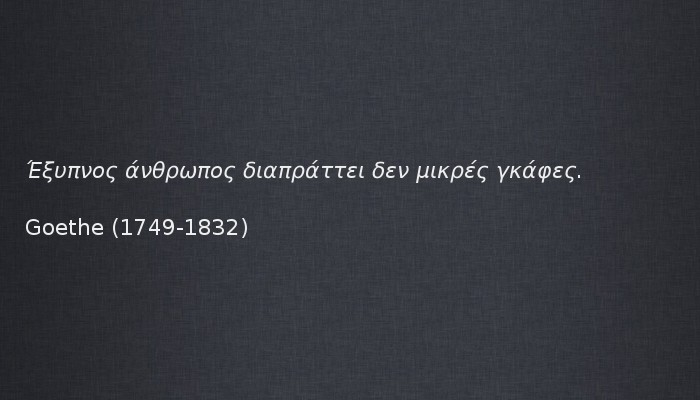 Έξυπνος άνθρωπος διαπράττει δεν μικρές γκάφες.
Goethe (1749-1832)